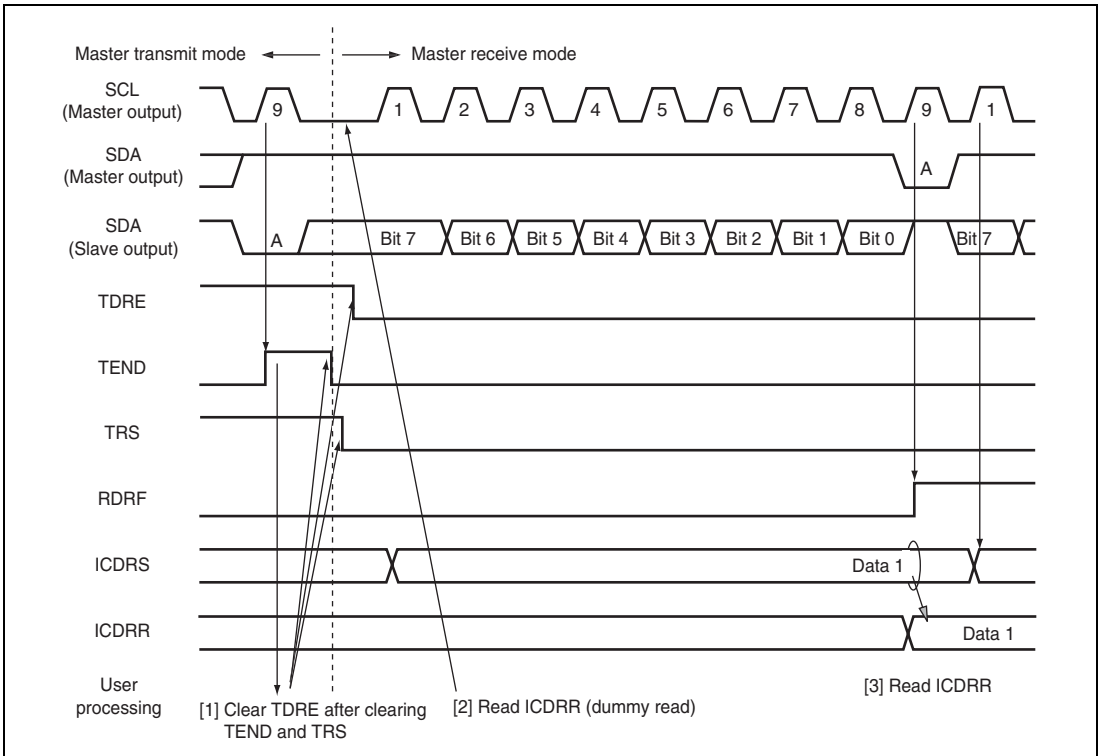 Master transmit mode
Master receive mode
SCL
(Master output)
9
1
2
3
4
5
6
7
8
9
1
SDA
(Master output)
A
SDA
(Slave output)
A
Bit 7
Bit 6
Bit 5
Bit 4
Bit 3
Bit 2
Bit 1
Bit 0
Bit 7
TDRE
TEND
TRS
RDRF
ICDRS
Data 1
ICDRR
Data 1
User
processing
[1] Clear TDRE after clearing
TEND and TRS
[2] Read ICDRR (dummy read)
[3] Read ICDRR